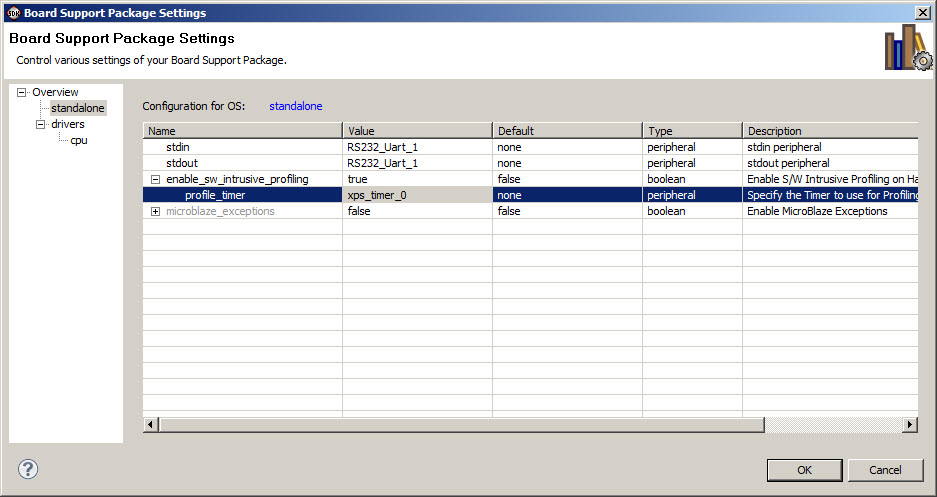 SDK Board Support Package Settings
Board Support Package Settings
Control various settings of your Board Support Package.
Overview
standalone
drivers
cpu
Configuration for OS: standalone
Name Value Default Type Description
stdin RS232_Uart_1 none peripheral stdin peripheral
stdout RS232_Uart_1 none peripheral stdout peripheral
enable_sw_intrusive_profiling true false boolean Enable S/W Intrusive Profiling on Ha
profile_timer xps_timer_0 none peripheral Specify the Timer to use for Profiling
microblaze_exceptions false false boolean Enable MicroBlaze Exceptions
? OK Cancel